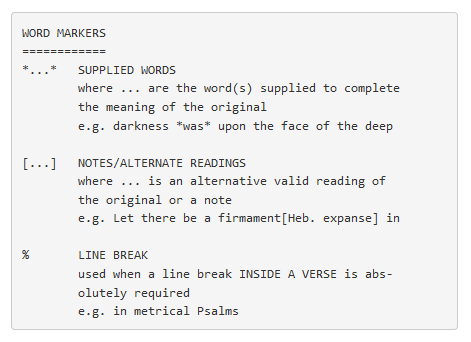 WORD MARKERS
============
*...*   SUPPLIED WORDS
        where ... are the word(s) supplied to complete
        the meaning of the original
        e.g. darkness *was* upon the face of the deep

[...]   NOTES/ALTERNATE READINGS
        where ... is an alternative valid reading of
        the original or a note
        e.g. Let there be a firmament[Heb. expanse] in

%       LINE BREAK
        used when a line break INSIDE A VERSE is abs-
        olutely required
        e.g. in metrical Psalms